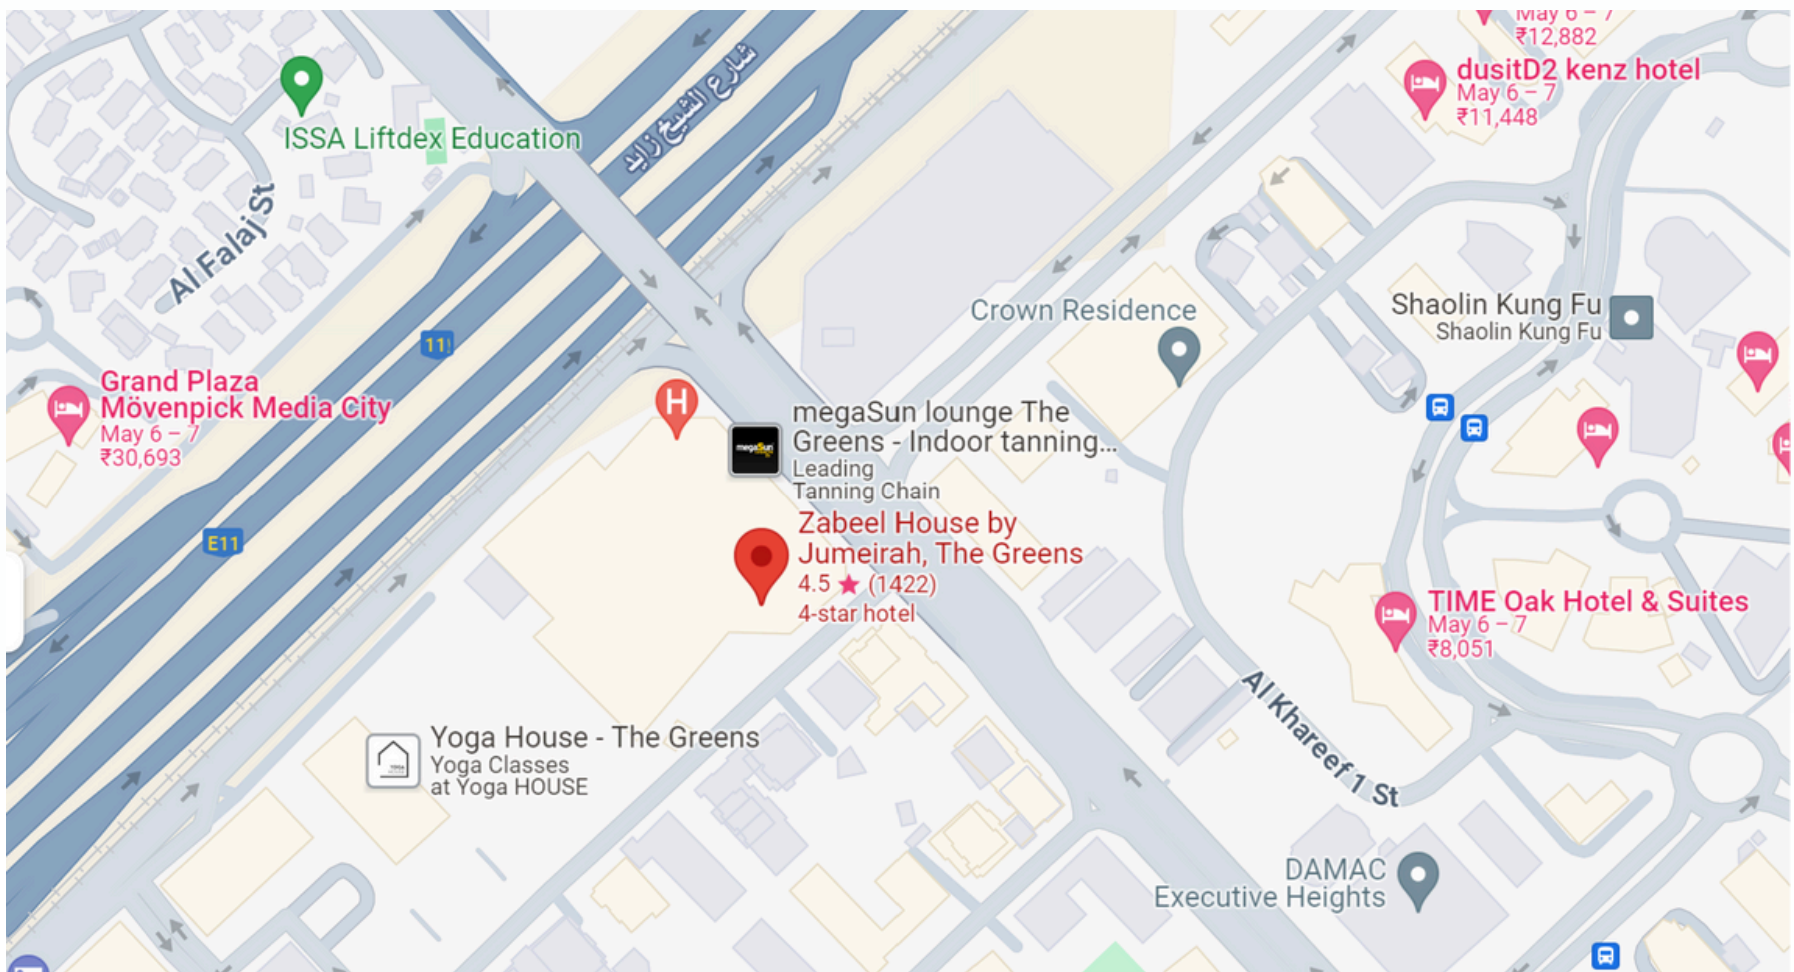 May 6 – 7
₹12,882
dusitD2 kenz hotel
May 6 – 7
₹11,448
شارع الشيخ زايد
ISSA Liftdex Education
Al Falaj St
Crown Residence
Shaolin Kung Fu
Shaolin Kung Fu
11
Grand Plaza
Mövenpick Media City
May 6 – 7
₹30,693
H
megaSun
megaSun lounge The
Greens - Indoor tanning...
Leading
Tanning Chain
E11
Zabeel House by
Jumeirah, The Greens
4.5 ★ (1422)
4-star hotel
TIME Oak Hotel & Suites
May 6 – 7
₹8,051
Al Khareef 1 St
YOGA
Yoga House - The Greens
Yoga Classes
at Yoga HOUSE
DAMAC
Executive Heights